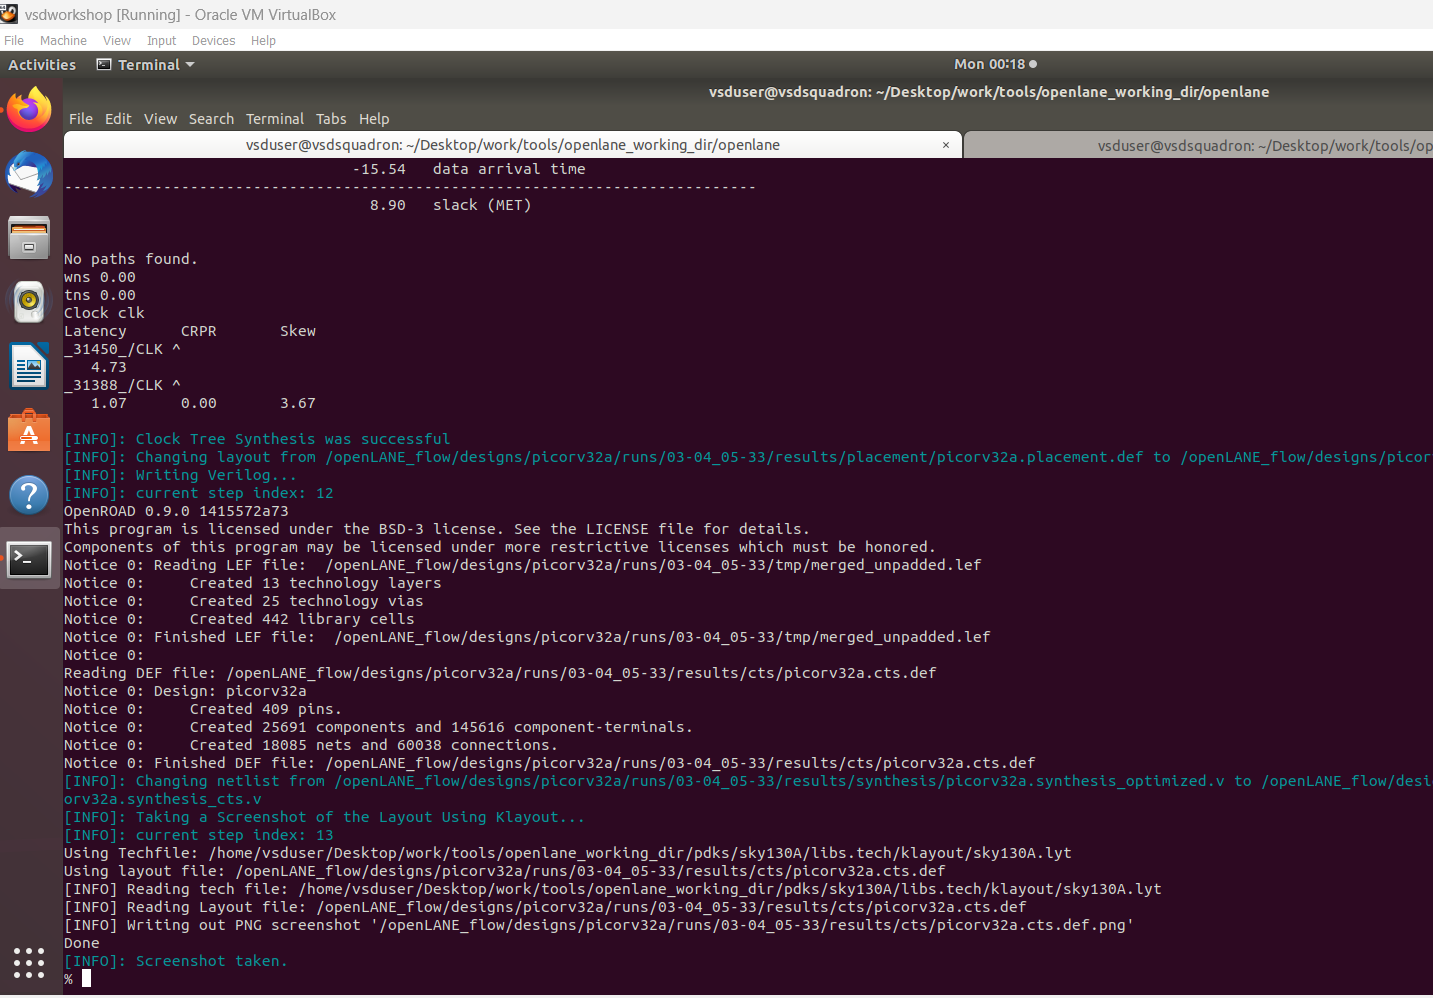 vsdworkshop [Running] - Oracle VM VirtualBox
File Machine View Input Devices Help
Activities Terminal Mon 00:18
vsduser@vsdsquadron: ~/Desktop/work/tools/openlane_working_dir/openlane
File Edit View Search Terminal Tabs Help
vsduser@vsdsquadron: ~/Desktop/work/tools/openlane_working_dir/openlane × vsduser@vsdsquadron: ~/Desktop/work/tools/op
-15.54 data arrival time
-----------------------------------------------------------------------------
8.90 slack (MET)
No paths found.
wns 0.00
tns 0.00
Clock clk
Latency CRPR Skew
_31450_/CLK ^
4.73
_31388_/CLK ^
1.07 0.00 3.67
[INFO]: Clock Tree Synthesis was successful
[INFO]: Changing layout from /openLANE_flow/designs/picorv32a/runs/03-04_05-33/results/placement/picorv32a.placement.def to /openLANE_flow/designs/picor
[INFO]: Writing Verilog...
[INFO]: current step index: 12
OpenROAD 0.9.0 1415572a73
This program is licensed under the BSD-3 license. See the LICENSE file for details.
Components of this program may be licensed under more restrictive licenses which must be honored.
Notice 0: Reading LEF file: /openLANE_flow/designs/picorv32a/runs/03-04_05-33/tmp/merged_unpadded.lef
Notice 0: Created 13 technology layers
Notice 0: Created 25 technology vias
Notice 0: Created 442 library cells
Notice 0: Finished LEF file: /openLANE_flow/designs/picorv32a/runs/03-04_05-33/tmp/merged_unpadded.lef
Notice 0:
Reading DEF file: /openLANE_flow/designs/picorv32a/runs/03-04_05-33/results/cts/picorv32a.cts.def
Notice 0: Design: picorv32a
Notice 0: Created 409 pins.
Notice 0: Created 25691 components and 145616 component-terminals.
Notice 0: Created 18085 nets and 60038 connections.
Notice 0: Finished DEF file: /openLANE_flow/designs/picorv32a/runs/03-04_05-33/results/cts/picorv32a.cts.def
[INFO]: Changing netlist from /openLANE_flow/designs/picorv32a/runs/03-04_05-33/results/synthesis/picorv32a.synthesis_optimized.v to /openLANE_flow/desi
orv32a.synthesis_cts.v
[INFO]: Taking a Screenshot of the Layout Using Klayout...
[INFO]: current step index: 13
Using Techfile: /home/vsduser/Desktop/work/tools/openlane_working_dir/pdks/sky130A/libs.tech/klayout/sky130A.lyt
Using layout file: /openLANE_flow/designs/picorv32a/runs/03-04_05-33/results/cts/picorv32a.cts.def
[INFO] Reading tech file: /home/vsduser/Desktop/work/tools/openlane_working_dir/pdks/sky130A/libs.tech/klayout/sky130A.lyt
[INFO] Reading Layout file: /openLANE_flow/designs/picorv32a/runs/03-04_05-33/results/cts/picorv32a.cts.def
[INFO] Writing out PNG screenshot '/openLANE_flow/designs/picorv32a/runs/03-04_05-33/results/cts/picorv32a.cts.def.png'
Done
[INFO]: Screenshot taken.
%